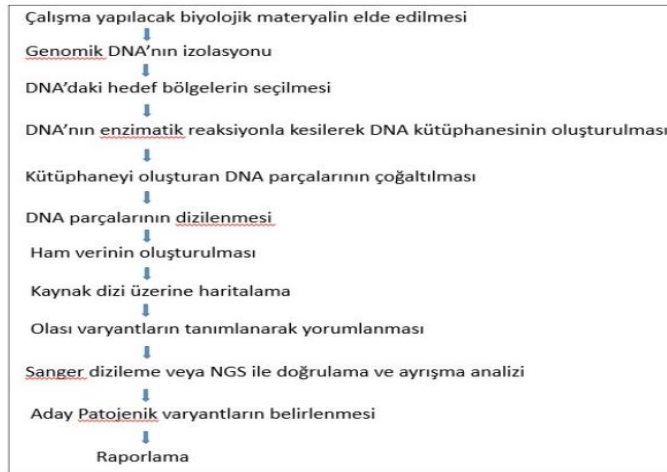 Çalışma yapılacak biyolojik materyalin elde edilmesi
Genomik DNA’nın izolasyonu
DNA’daki hedef bölgelerin seçilmesi
DNA’nın enzimatik reaksiyonla kesilerek DNA kütüphanesinin oluşturulması
Kütüphaneyi oluşturan DNA parçalarının çoğaltılması
DNA parçalarının dizilenmesi
Ham verinin oluşturulması
Kaynak dizi üzerine haritalama
Olası varyantların tanımlanarak yorumlanması
Sanger dizileme veya NGS ile doğrulama ve ayrışma analizi
Aday Patojenik varyantların belirlenmesi
Raporlama